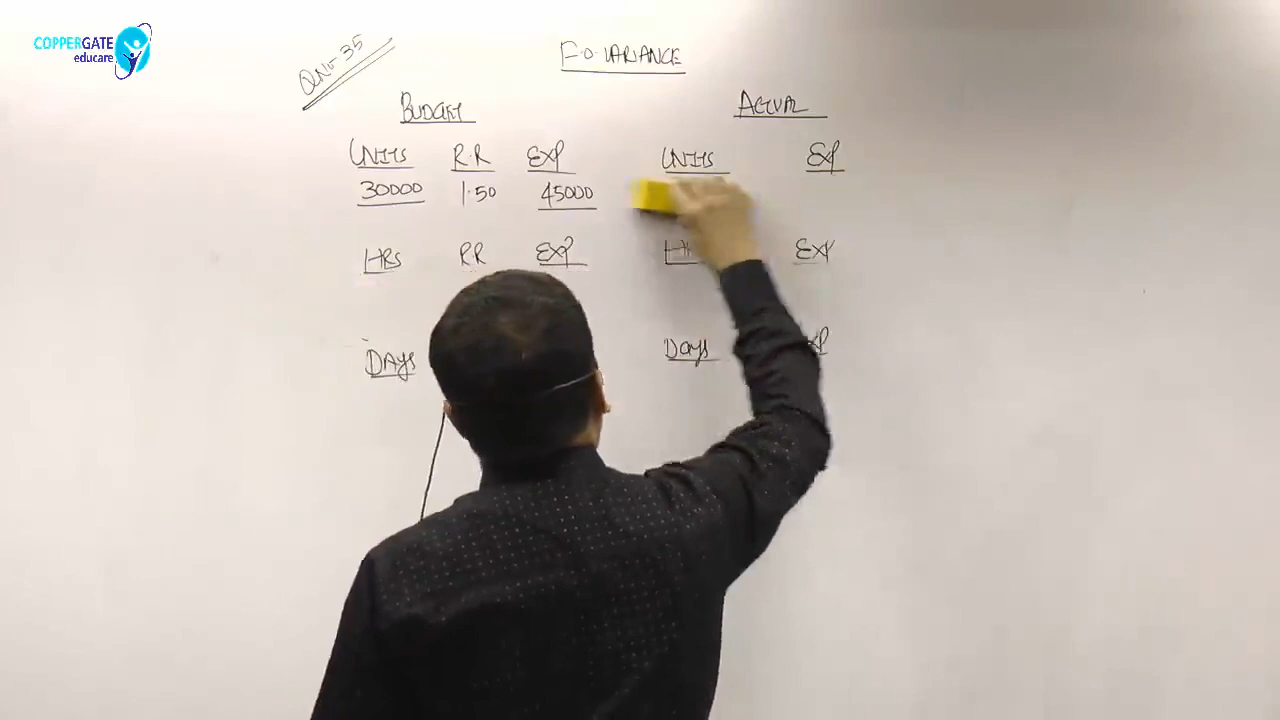 COPPERGATE
educare
QNo- 35
F.O. VARIANCE
BUDGET ACTUAL
UNITS R.R EXP UNITS EXP
30000 1.50 45000
HRS R.R EXP EXP
DAYS DAYS